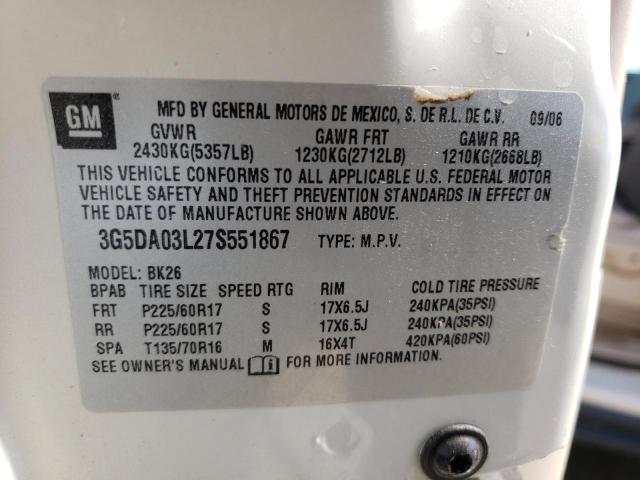 GM ® MFD BY GENERAL MOTORS DE MEXICO, S. DE R.L. DE C.V. 09/06
GVWR GAWR FRT GAWR RR
2430KG(5357LB) 1230KG(2712LB) 1210KG(2668LB)
THIS VEHICLE CONFORMS TO ALL APPLICABLE U.S. FEDERAL MOTOR
VEHICLE SAFETY AND THEFT PREVENTION STANDARDS IN EFFECT ON
THE DATE OF MANUFACTURE SHOWN ABOVE.
3G5DA03L27S551867 TYPE: M.P.V.
MODEL: BK26
BPAB TIRE SIZE SPEED RTG RIM COLD TIRE PRESSURE
FRT P225/60R17 S 17X6.5J 240KPA(35PSI)
RR P225/60R17 S 17X6.5J 240KPA(35PSI)
SPA T135/70R16 M 16X4T 420KPA(60PSI)
SEE OWNER'S MANUAL FOR MORE INFORMATION.